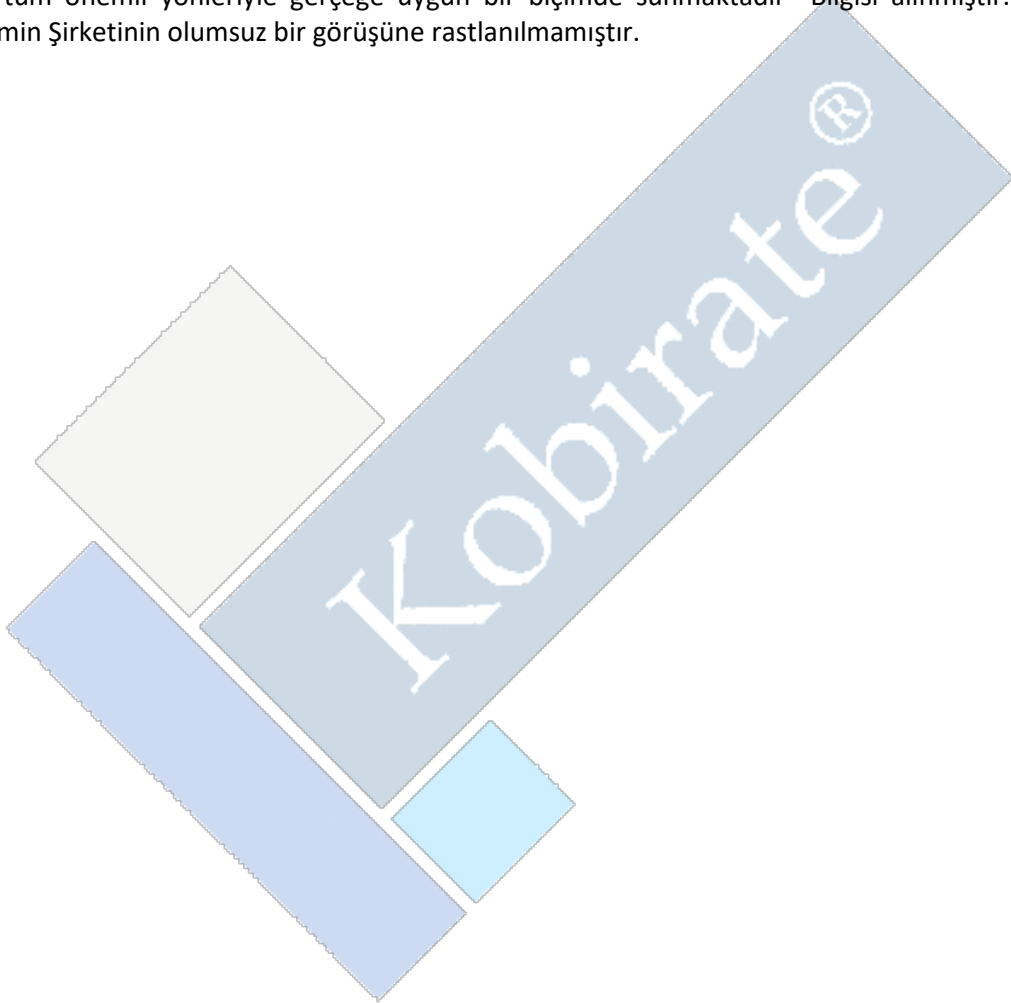 tüm önemli yönleriyle gerçeğe uygun bir biçimde sunmaktadır" Bilgisi alınmıştır.
min Şirketinin olumsuz bir görüşüne rastlanılmamıştır.
Kobirate®